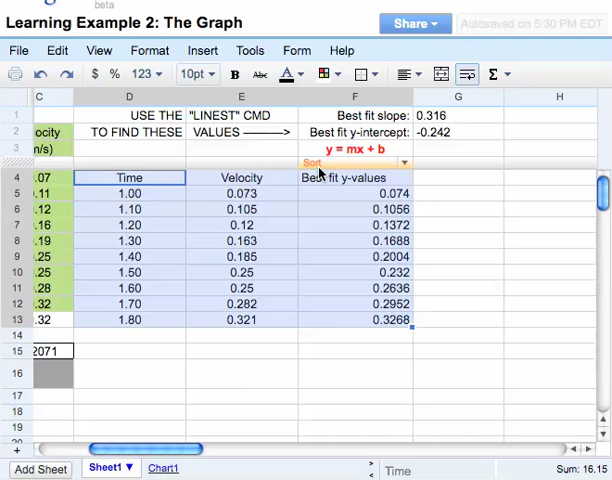 beta
Learning Example 2: The Graph
Share
Autosaved on 5:30 PM EDT
File Edit View Format Insert Tools Form Help
$ % 123 10pt B Abc A Σ
C D E F G H
1 USE THE "LINEST" CMD Best fit slope: 0.316
2 ocity TO FIND THESE VALUES ----------> Best fit y-intercept: -0.242
3 m/s) y = mx + b
Sort
4 .07 Time Velocity Best fit y-values
5 .11 1.00 0.073 0.074
6 .12 1.10 0.105 0.1056
7 .16 1.20 0.12 0.1372
8 .19 1.30 0.163 0.1688
9 .25 1.40 0.185 0.2004
10 .25 1.50 0.25 0.232
11 .28 1.60 0.25 0.2636
12 .32 1.70 0.282 0.2952
13 .32 1.80 0.321 0.3268
14
15 2071
16
17
18
19
20
+
Add Sheet Sheet1 Chart1 > Time Sum: 16.15